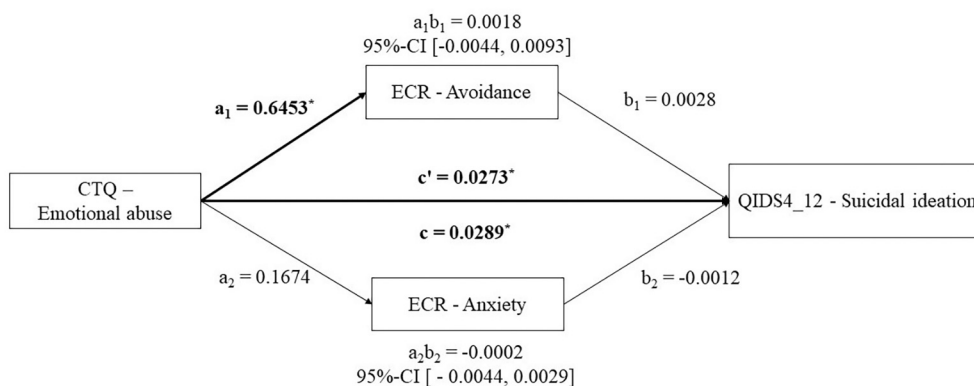 a₁b₁ = 0.0018
95%-CI [-0.0044, 0.0093]
ECR - Avoidance
a₁ = 0.6453*
b₁ = 0.0028
c' = 0.0273*
CTQ –
Emotional abuse
QIDS4_12 - Suicidal ideation
c = 0.0289*
a₂ = 0.1674
b₂ = -0.0012
ECR - Anxiety
a₂b₂ = -0.0002
95%-CI [ - 0.0044, 0.0029]